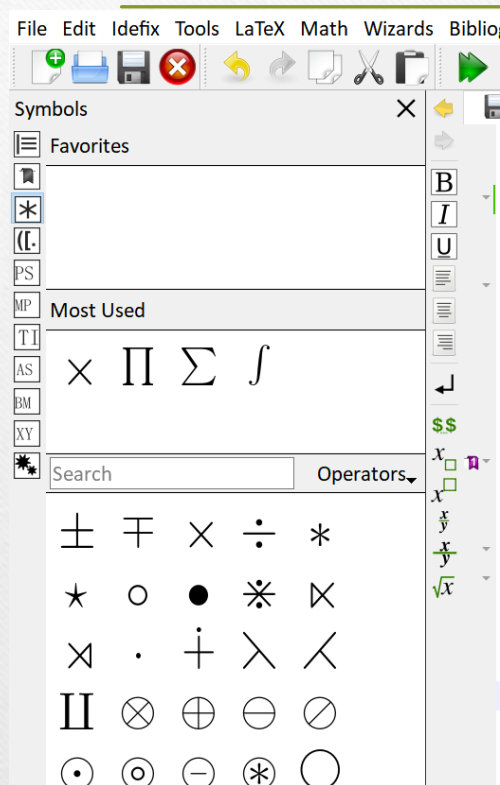 File Edit Idefix Tools LaTeX Math Wizards Bibliog
Symbols
Favorites
([.
PS
MP
TI
AS
BM
XY
Most Used
× ∏ ∑ ∫
Search
Operators
± ∓ × ÷ ∗
⋆ ○ ● ⋇ ⋉
⋊ · ∔ ⋋ ⋌
∐ ⊗ ⊕ ⊖ ⊘
⊙ ⊚ ⊝ ⊛ ◯
B
I
U
$$
x
x
x/y
x/y
√x